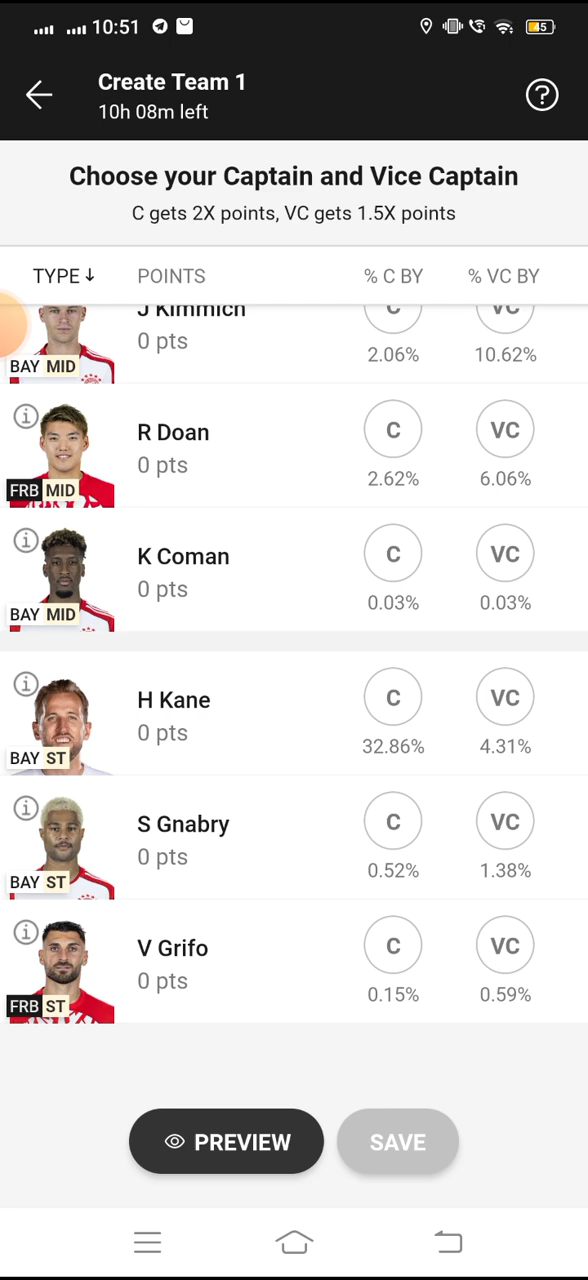 10:51
45
Create Team 1
10h 08m left
?
Choose your Captain and Vice Captain
C gets 2X points, VC gets 1.5X points
TYPE↓ POINTS % C BY % VC BY
J Kimmich C VC
0 pts
2.06% 10.62%
BAY MID
R Doan C VC
0 pts
2.62% 6.06%
FRB MID
K Coman C VC
0 pts
0.03% 0.03%
BAY MID
H Kane C VC
0 pts
32.86% 4.31%
BAY ST
S Gnabry C VC
0 pts
0.52% 1.38%
BAY ST
V Grifo C VC
0 pts
0.15% 0.59%
FRB ST
PREVIEW SAVE